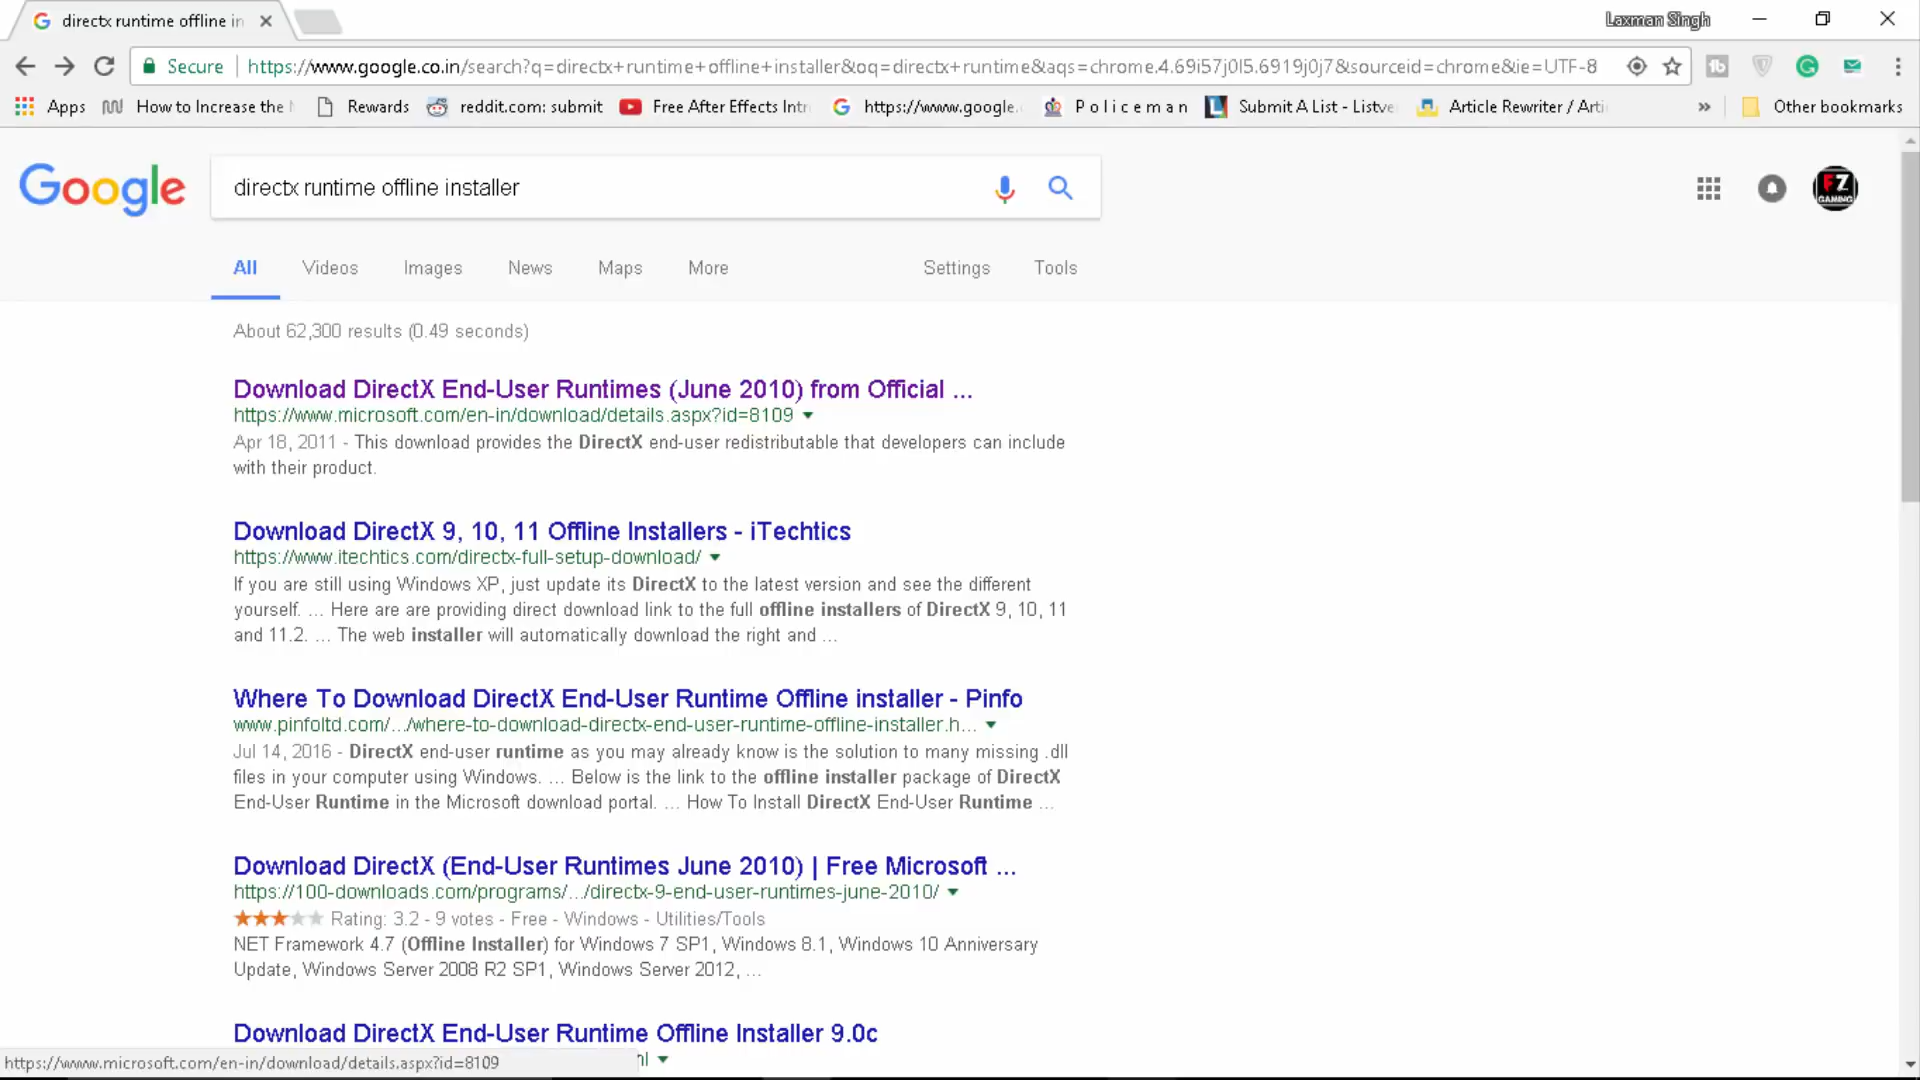 directx runtime offline in
Laxman Singh
Secure | https://www.google.co.in/search?q=directx+runtime+offline+installer&oq=directx+runtime&aqs=chrome.4.69i57j0l5.6919j0j7&sourceid=chrome&ie=UTF-8
Apps How to Increase the Rewards reddit.com: submit Free After Effects Intr https://www.google. P o l i c e m a n Submit A List - Listve Article Rewriter / Arti » Other bookmarks
Google
directx runtime offline installer
FZ
GAMING
All Videos Images News Maps More Settings Tools
About 62,300 results (0.49 seconds)
Download DirectX End-User Runtimes (June 2010) from Official ...
https://www.microsoft.com/en-in/download/details.aspx?id=8109
Apr 18, 2011 - This download provides the DirectX end-user redistributable that developers can include
with their product.
Download DirectX 9, 10, 11 Offline Installers - iTechtics
https://www.itechtics.com/directx-full-setup-download/
If you are still using Windows XP, just update its DirectX to the latest version and see the different
yourself. ... Here are are providing direct download link to the full offline installers of DirectX 9, 10, 11
and 11.2. ... The web installer will automatically download the right and ...
Where To Download DirectX End-User Runtime Offline installer - Pinfo
www.pinfoltd.com/.../where-to-download-directx-end-user-runtime-offline-installer.h...
Jul 14, 2016 - DirectX end-user runtime as you may already know is the solution to many missing .dll
files in your computer using Windows. ... Below is the link to the offline installer package of DirectX
End-User Runtime in the Microsoft download portal. ... How To Install DirectX End-User Runtime ...
Download DirectX (End-User Runtimes June 2010) | Free Microsoft ...
https://100-downloads.com/programs/.../directx-9-end-user-runtimes-june-2010/
Rating: 3.2 - 9 votes - Free - Windows - Utilities/Tools
NET Framework 4.7 (Offline Installer) for Windows 7 SP1, Windows 8.1, Windows 10 Anniversary
Update, Windows Server 2008 R2 SP1, Windows Server 2012, ...
Download DirectX End-User Runtime Offline Installer 9.0c
https://www.microsoft.com/en-in/download/details.aspx?id=8109